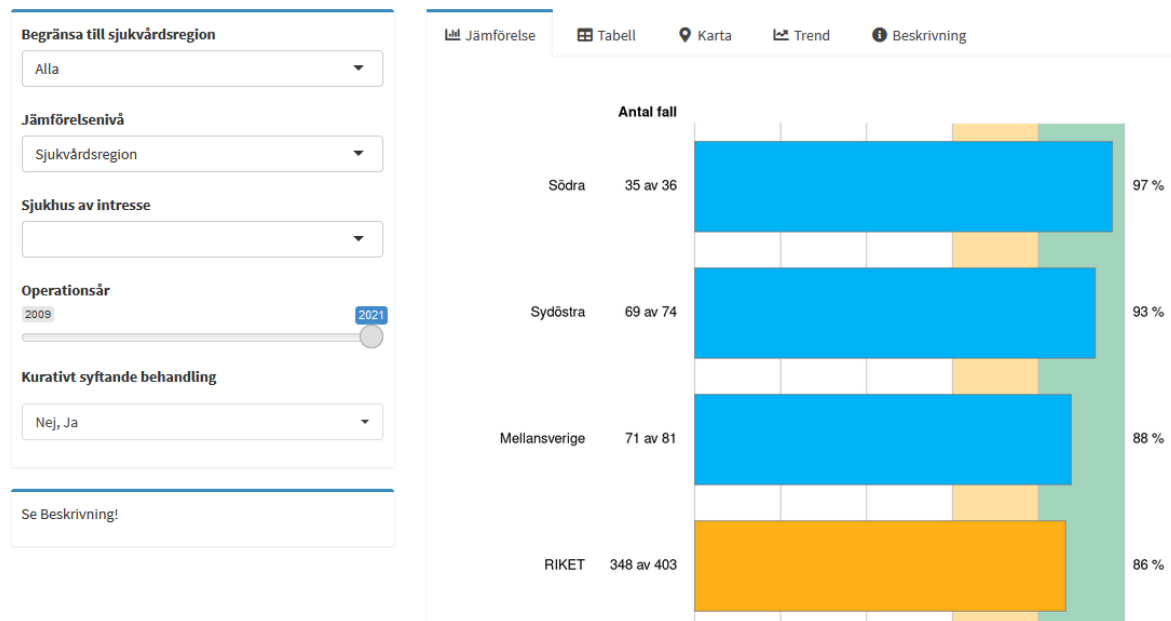 Begränsa till sjukvårdsregion
Alla
Jämförelsenivå
Sjukvårdsregion
Sjukhus av intresse
Operationsår
2009
2021
Kurativt syftande behandling
Nej, Ja
Se Beskrivning!
Jämförelse Tabell Karta Trend Beskrivning
Antal fall
Södra 35 av 36 97 %
Sydöstra 69 av 74 93 %
Mellansverige 71 av 81 88 %
RIKET 348 av 403 86 %